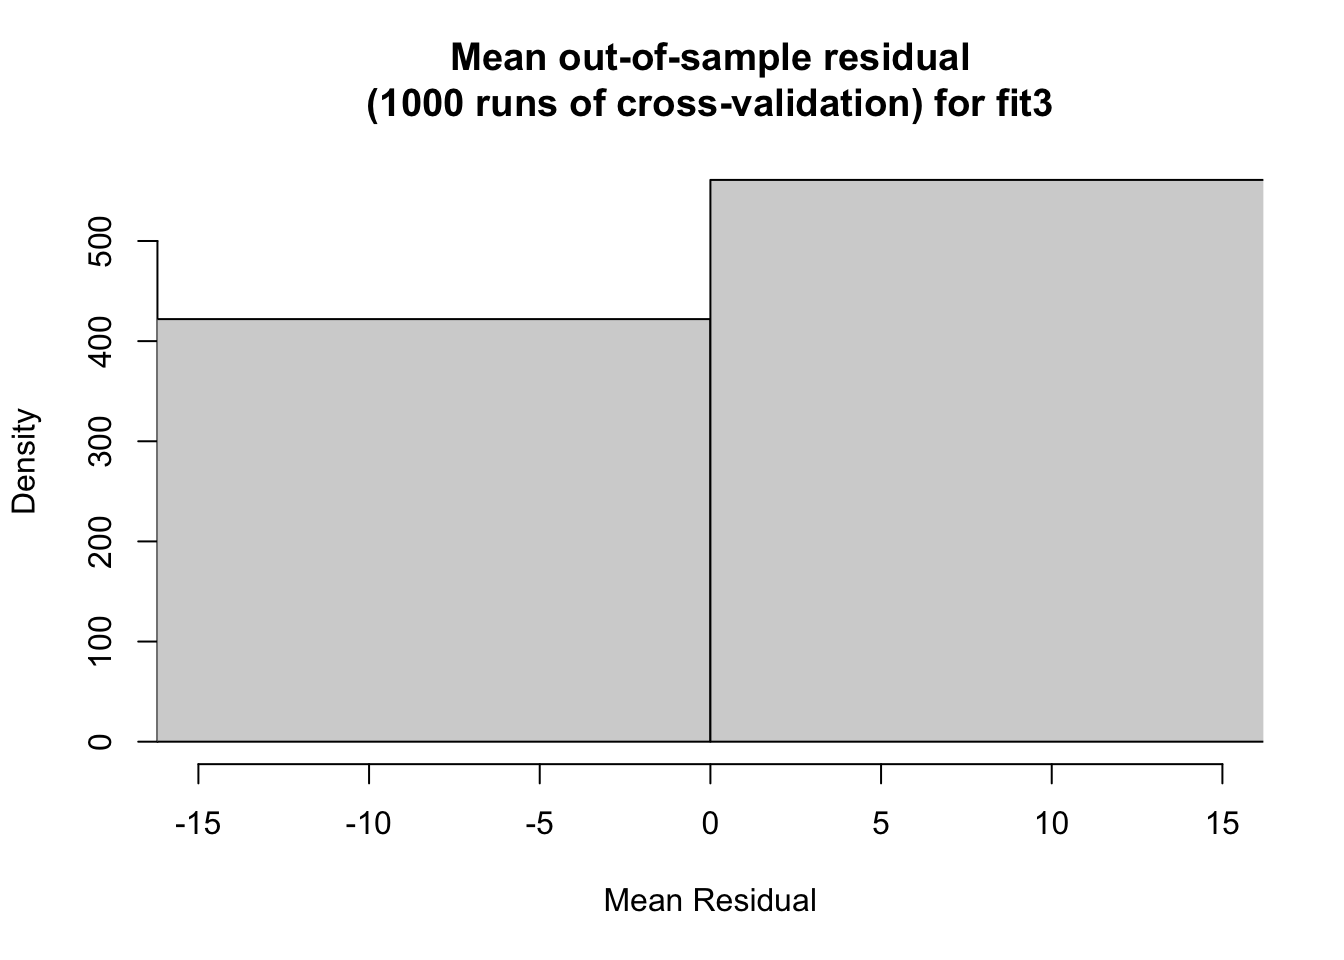 Mean out-of-sample residual
(1000 runs of cross-validation) for fit3
Density
500
400
300
200
100
0
-15 -10 -5 0 5 10 15
Mean Residual